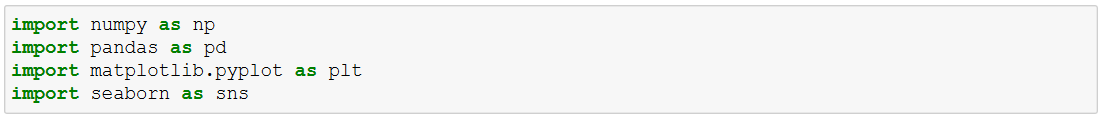 import numpy as np
import pandas as pd
import matplotlib.pyplot as plt
import seaborn as sns